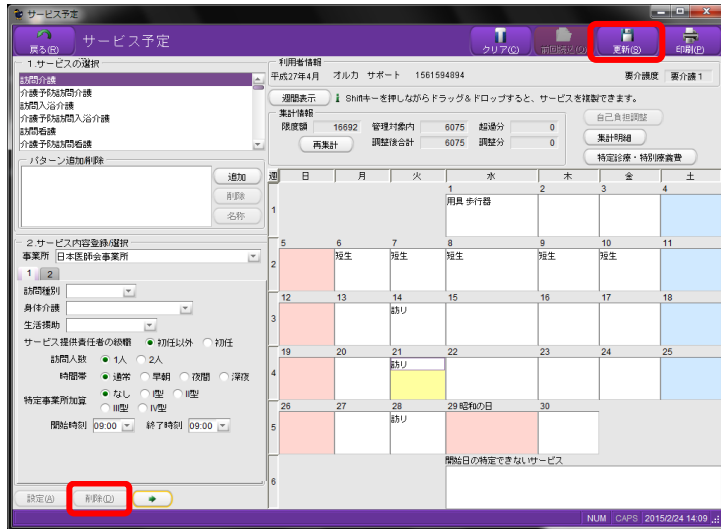 サービス予定
戻る(R) サービス予定 クリア(C) 前回読込(O) 更新(S) 印刷(P)
1.サービスの選択
訪問介護
介護予防訪問介護
訪問入浴介護
介護予防訪問入浴介護
訪問看護
介護予防訪問看護
パターン追加削除
追加
削除
名称
2.サービス内容登録/選択
事業所 日本医師会事業所
1 2
訪問種別
身体介護
生活援助
サービス提供責任者の級職 初任以外 初任
訪問人数 1人 2人
時間帯 通常 早朝 夜間 深夜
特定事業所加算 なし I型 II型
III型 IV型
開始時刻 09:00 終了時刻 09:00
設定(A) 削除(D)
利用者情報
平成27年4月 オルカ サポート 1561594894 要介護度 要介護1
週間表示 Shiftキーを押しながらドラッグ&ドロップすると、サービスを複製できます。
集計情報
限度額 16692 管理対象内 6075 超過分 0
再集計 調整後合計 6075 調整分 0
自己負担調整
集計明細
特定診療・特別療養費
週 日 月 火 水 木 金 土
1 1 2 3 4
用具 歩行器
2 5 6 7 8 9 10 11
短生 短生 短生 短生 短生
3 12 13 14 15 16 17 18
訪リ
4 19 20 21 22 23 24 25
訪リ
5 26 27 28 29 昭和の日 30
訪リ
6 開始日の特定できないサービス
NUM CAPS 2015/2/24 14:09